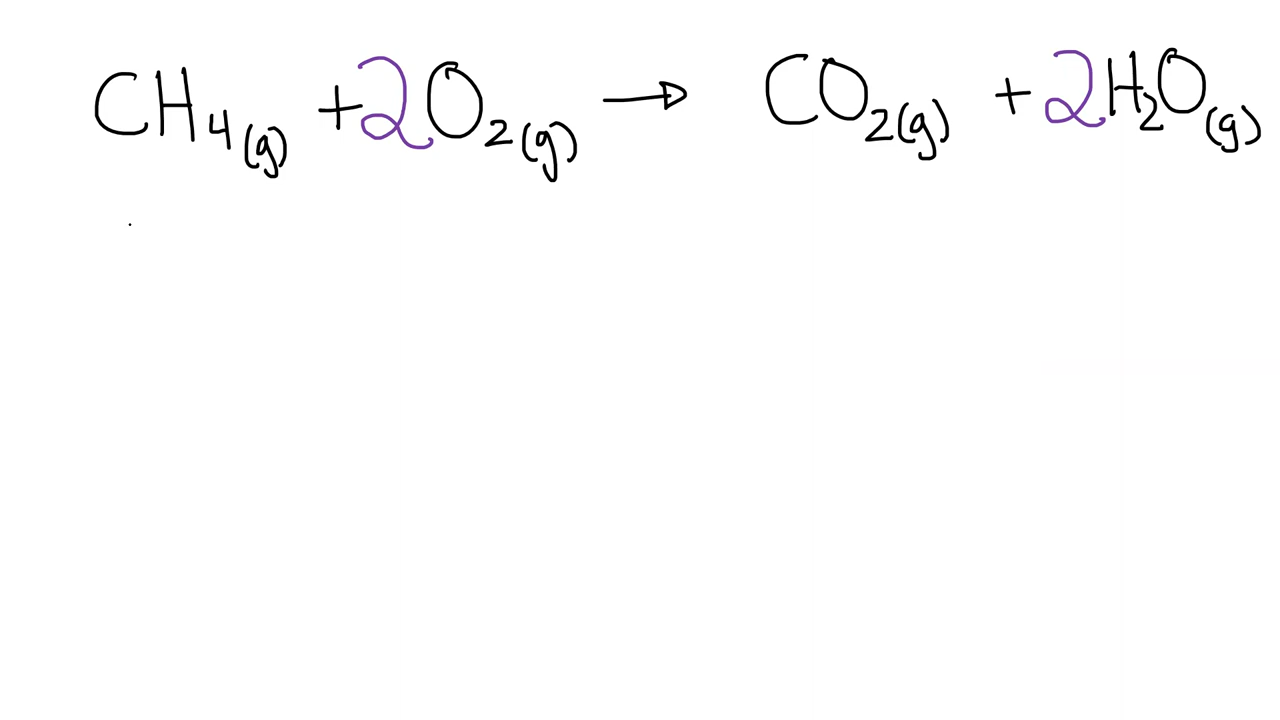 CH₄(g) + 2O₂(g) → CO₂(g) + 2H₂O(g)